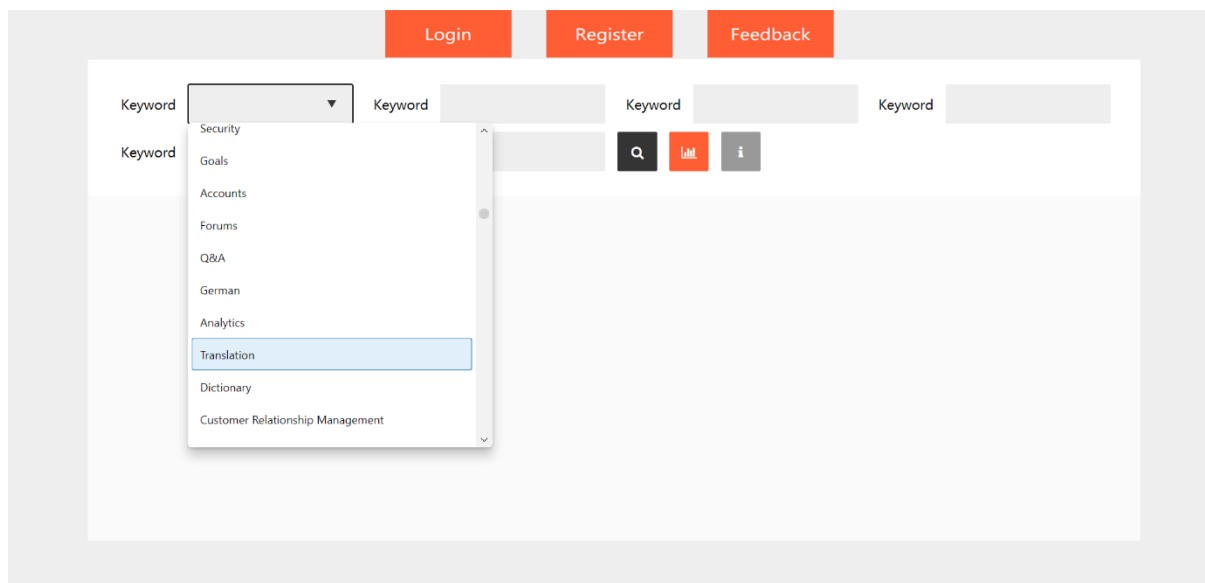 Login Register Feedback
Keyword Keyword Keyword Keyword
Keyword
Security
Goals
Accounts
Forums
Q&A
German
Analytics
Translation
Dictionary
Customer Relationship Management